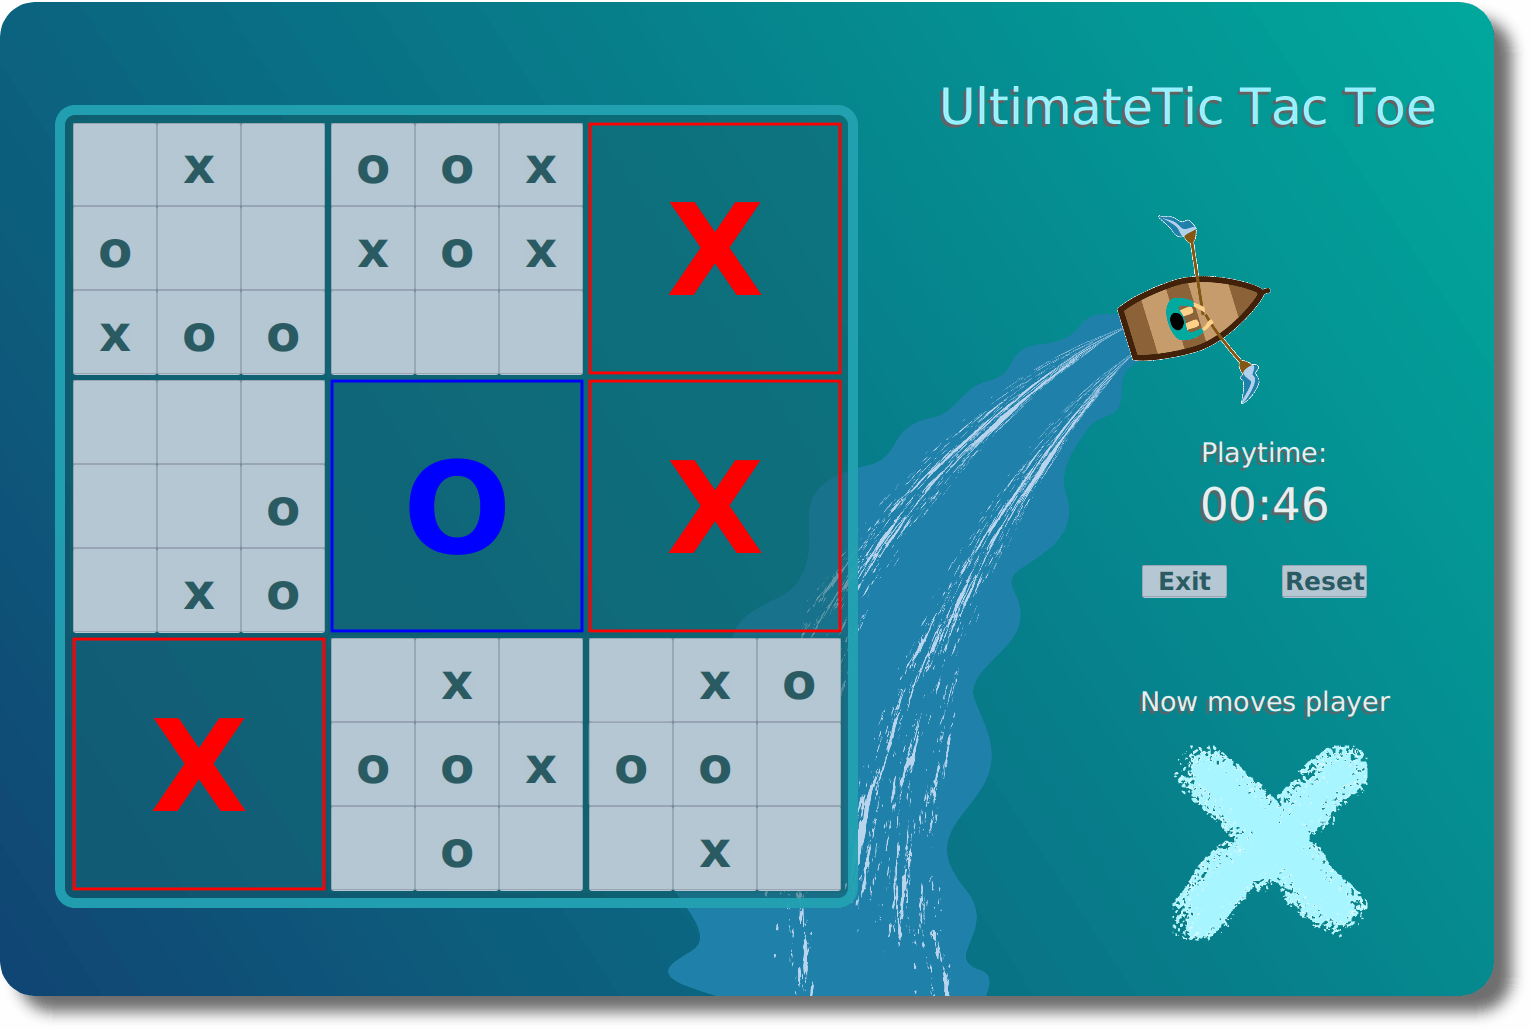 UltimateTic Tac Toe
x o o x X
o x o x
x o o
O X
o
x o
X x x o
o o x o o
o x
Playtime:
00:46
Exit Reset
Now moves player
X